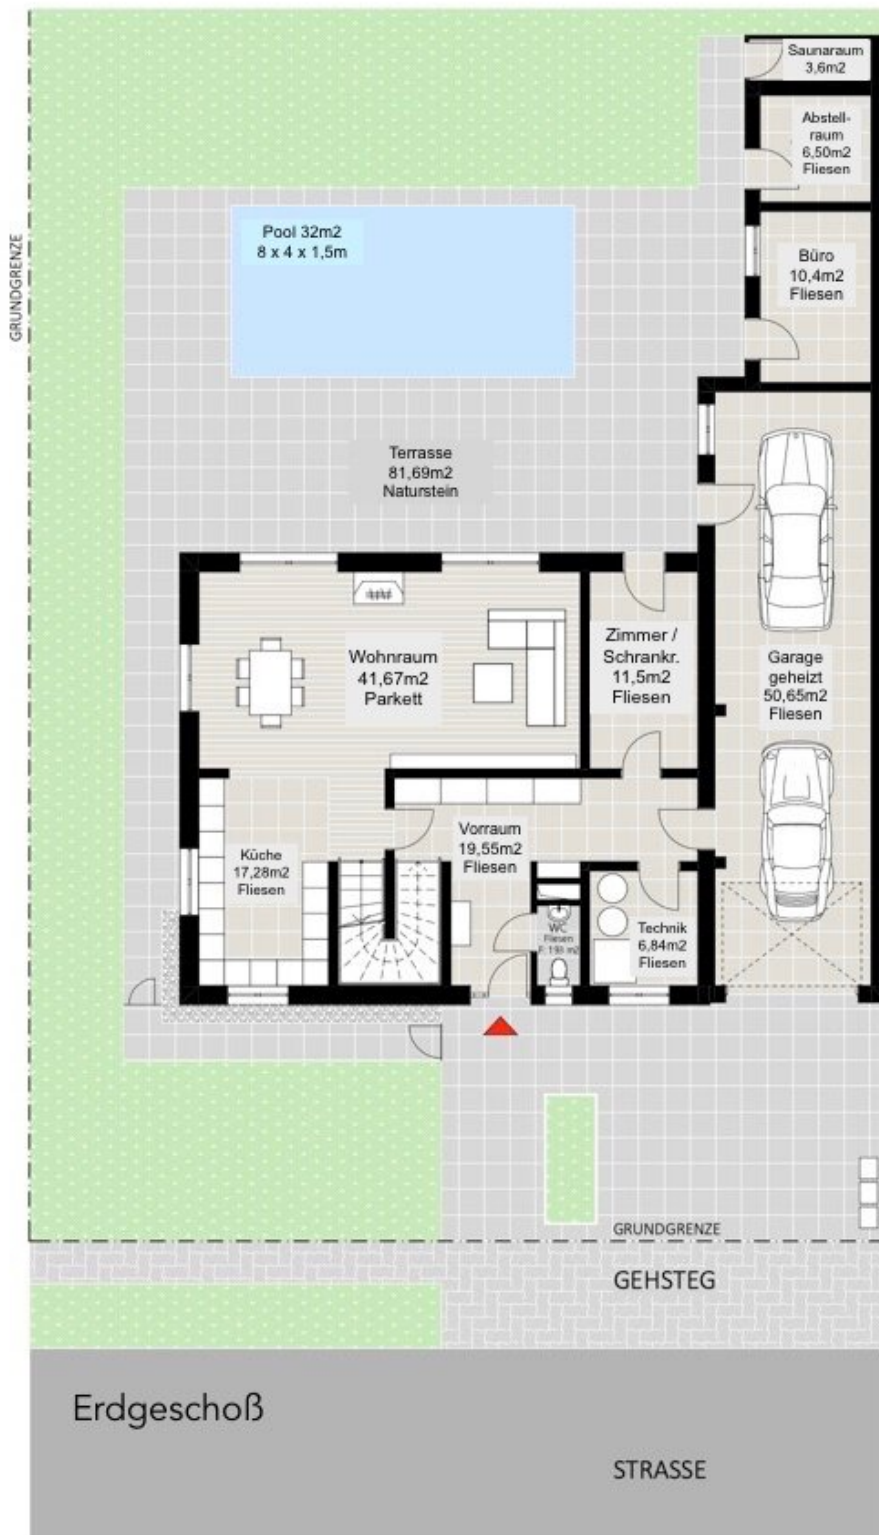 Saunaraum
3,6m2
Abstell-
raum
6,50m2
Fliesen
Pool 32m2
8 x 4 x 1,5m
GRUNDGRENZE
Büro
10,4m2
Fliesen
Terrasse
81,69m2
Naturstein
Wohnraum
41,67m2
Parkett
Zimmer /
Schrankr.
11,5m2
Fliesen
Garage
geheizt
50,65m2
Fliesen
Küche
17,28m2
Fliesen
Vorraum
19,55m2
Fliesen
WC
Fliesen
Technik
6,84m2
Fliesen
GRUNDGRENZE
GEHSTEG
Erdgeschoß
STRASSE